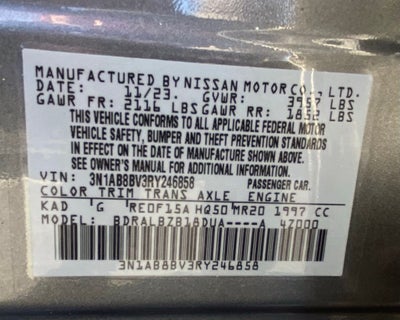 MANUFACTURED BY NISSAN MOTOR CO., LTD.
DATE: 11/23 GVWR: 3957 LBS
GAWR FR: 2116 LBS GAWR RR: 1852 LBS
THIS VEHICLE CONFORMS TO ALL APPLICABLE FEDERAL MOTOR
VEHICLE SAFETY, BUMPER AND THEFT PREVENTION STANDARDS
IN EFFECT ON THE DATE OF MANUFACTURE SHOWN ABOVE.
SEE OWNER'S MANUAL FOR ADDITIONAL INFORMATION.
VIN: 3N1AB8BV3RY246858 PASSENGER CAR.
COLOR TRIM TRANS AXLE ENGINE
KAD G RE0F15A HQ50 MR20 1997 CC
MODEL: BDRALBZB18DUA----A 4Z000
3N1AB8BV3RY246858